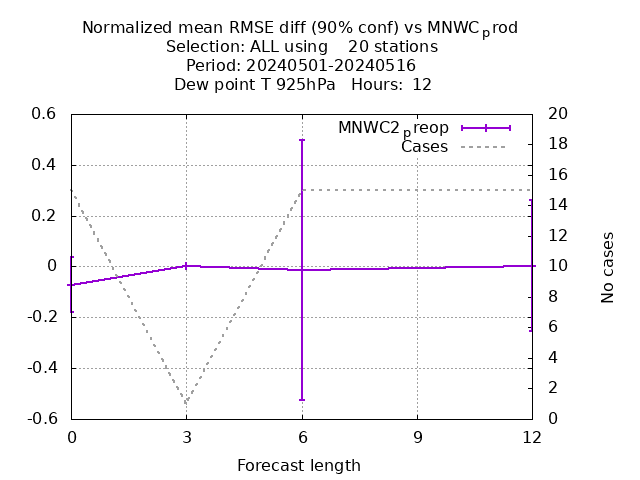 Normalized mean RMSE diff (90% conf) vs MNWCprod
Selection: ALL using    20 stations
Period: 20240501-20240516
Dew point T 925hPa   Hours:  12
MNWC2preop
Cases
0.6
0.4
0.2
0
-0.2
-0.4
-0.6
20
18
16
14
12
10
8
6
4
2
0
No cases
0 3 6 9 12
Forecast length